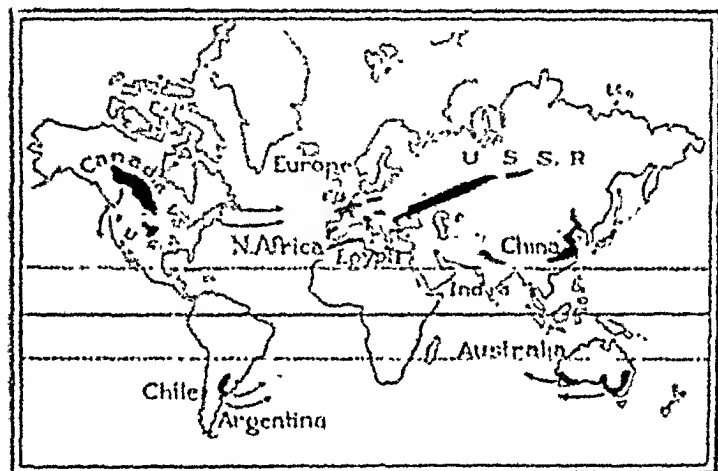 Canada
Europe
U. S. S. R
N. Africa
Egypt
China
India
Australia
Chile
Argentina